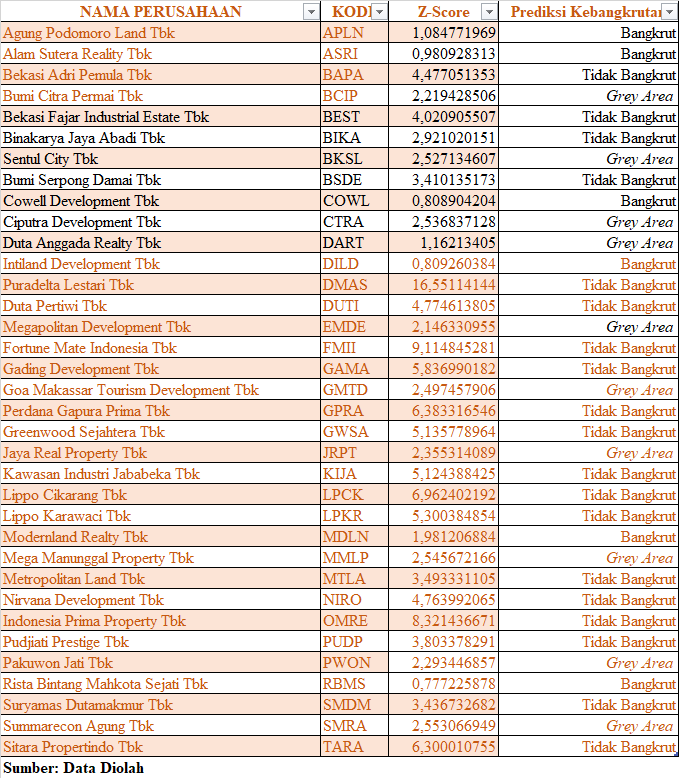 NAMA PERUSAHAAN KODE Z-Score Prediksi Kebangkrutan
Agung Podomoro Land Tbk APLN 1,084771969 Bangkrut
Alam Sutera Reality Tbk ASRI 0,980928313 Bangkrut
Bekasi Adri Pemula Tbk BAPA 4,477051353 Tidak Bangkrut
Bumi Citra Permai Tbk BCIP 2,219428506 Grey Area
Bekasi Fajar Industrial Estate Tbk BEST 4,020905507 Tidak Bangkrut
Binakarya Jaya Abadi Tbk BIKA 2,921020151 Tidak Bangkrut
Sentul City Tbk BKSL 2,527134607 Grey Area
Bumi Serpong Damai Tbk BSDE 3,410135173 Tidak Bangkrut
Cowell Development Tbk COWL 0,808904204 Bangkrut
Ciputra Development Tbk CTRA 2,536837128 Grey Area
Duta Anggada Realty Tbk DART 1,16213405 Grey Area
Intiland Development Tbk DILD 0,809260384 Bangkrut
Puradelta Lestari Tbk DMAS 16,55114144 Tidak Bangkrut
Duta Pertiwi Tbk DUTI 4,774613805 Tidak Bangkrut
Megapolitan Development Tbk EMDE 2,146330955 Grey Area
Fortune Mate Indonesia Tbk FMII 9,114845281 Tidak Bangkrut
Gading Development Tbk GAMA 5,836990182 Tidak Bangkrut
Goa Makassar Tourism Development Tbk GMTD 2,497457906 Grey Area
Perdana Gapura Prima Tbk GPRA 6,383316546 Tidak Bangkrut
Greenwood Sejahtera Tbk GWSA 5,135778964 Tidak Bangkrut
Jaya Real Property Tbk JRPT 2,355314089 Grey Area
Kawasan Industri Jababeka Tbk KIJA 5,124388425 Tidak Bangkrut
Lippo Cikarang Tbk LPCK 6,962402192 Tidak Bangkrut
Lippo Karawaci Tbk LPKR 5,300384854 Tidak Bangkrut
Modernland Realty Tbk MDLN 1,981206884 Bangkrut
Mega Manunggal Property Tbk MMLP 2,545672166 Grey Area
Metropolitan Land Tbk MTLA 3,493331105 Tidak Bangkrut
Nirvana Development Tbk NIRO 4,763992065 Tidak Bangkrut
Indonesia Prima Property Tbk OMRE 8,321436671 Tidak Bangkrut
Pudjiati Prestige Tbk PUDP 3,803378291 Tidak Bangkrut
Pakuwon Jati Tbk PWON 2,293446857 Grey Area
Rista Bintang Mahkota Sejati Tbk RBMS 0,777225878 Bangkrut
Suryamas Dutamakmur Tbk SMDM 3,436732682 Tidak Bangkrut
Summarecon Agung Tbk SMRA 2,553066949 Grey Area
Sitara Propertindo Tbk TARA 6,300010755 Tidak Bangkrut
Sumber: Data Diolah